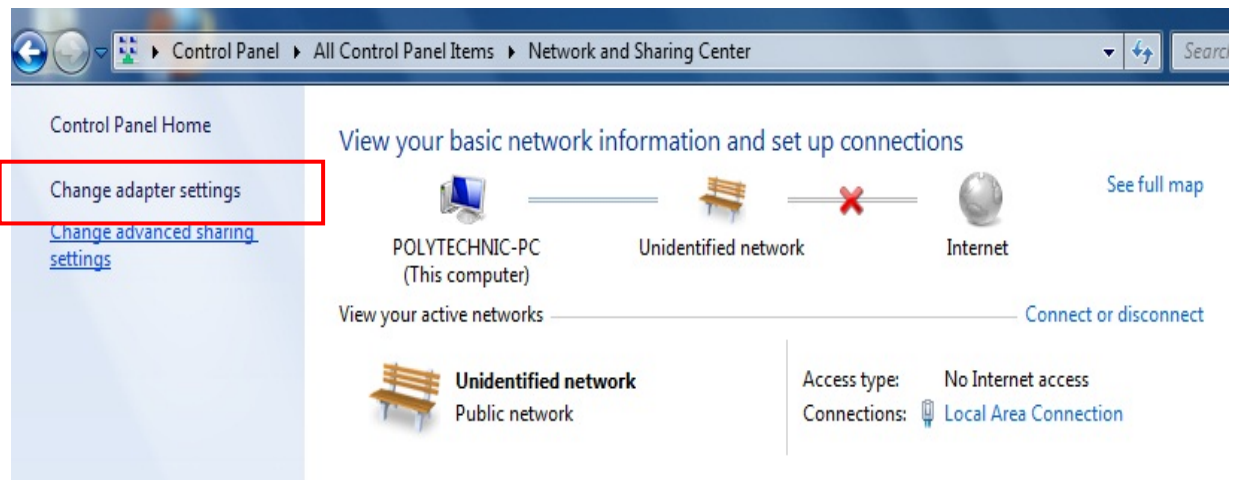 Control Panel ▸ All Control Panel Items ▸ Network and Sharing Center
Control Panel Home
Change adapter settings
Change advanced sharing
settings
View your basic network information and set up connections
See full map
POLYTECHNIC-PC
(This computer)
Unidentified network
Internet
View your active networks
Connect or disconnect
Unidentified network
Public network
Access type: No Internet access
Connections: Local Area Connection